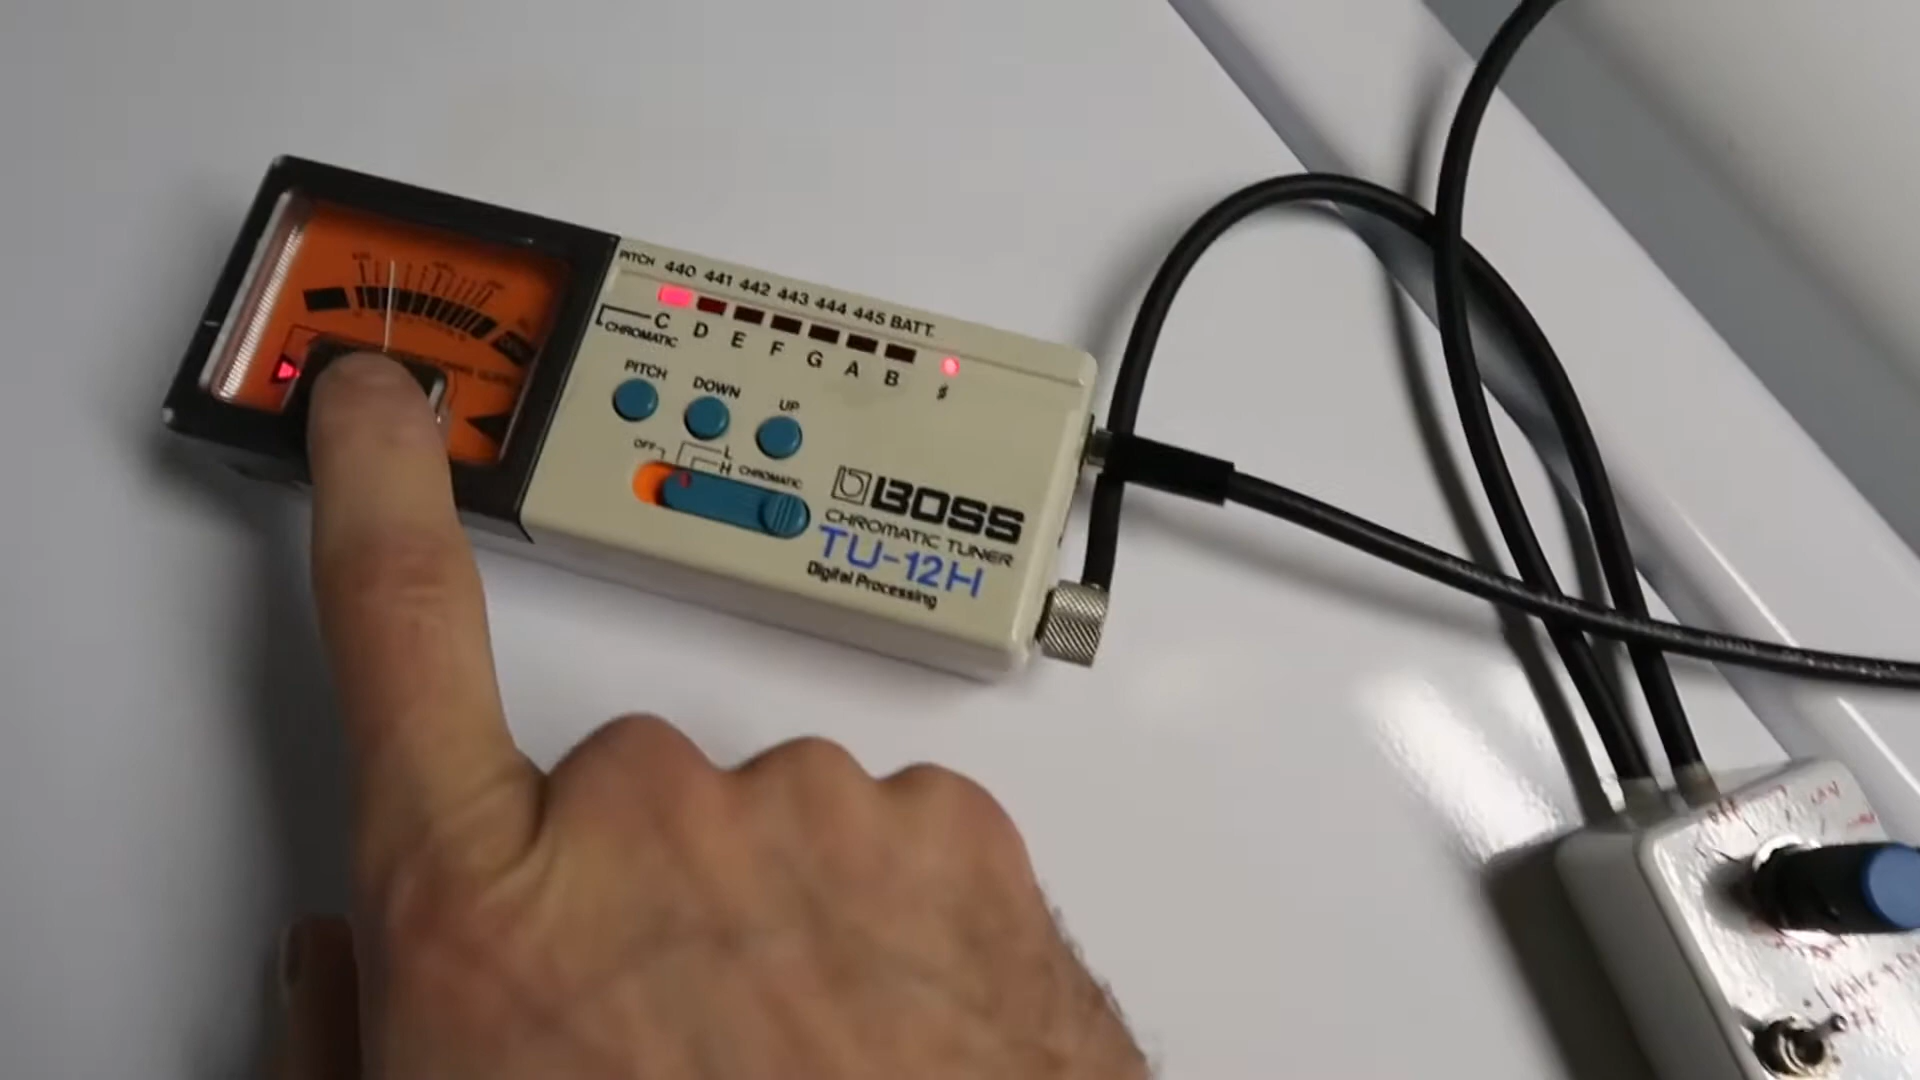 PITCH 440 441 442 443 444 445 BATT.
C D E F G A B #
CHROMATIC
PITCH DOWN UP
OFF L
H CHROMATIC
BOSS
CHROMATIC TUNER
TU-12H
Digital Processing
OFF